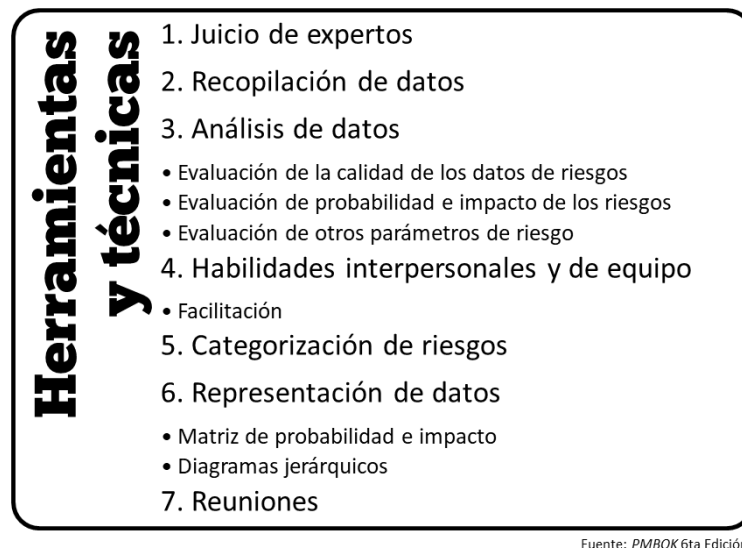 Herramientas
y técnicas
1. Juicio de expertos
2. Recopilación de datos
3. Análisis de datos
• Evaluación de la calidad de los datos de riesgos
• Evaluación de probabilidad e impacto de los riesgos
• Evaluación de otros parámetros de riesgo
4. Habilidades interpersonales y de equipo
• Facilitación
5. Categorización de riesgos
6. Representación de datos
• Matriz de probabilidad e impacto
• Diagramas jerárquicos
7. Reuniones
Fuente: PMBOK 6ta Edición